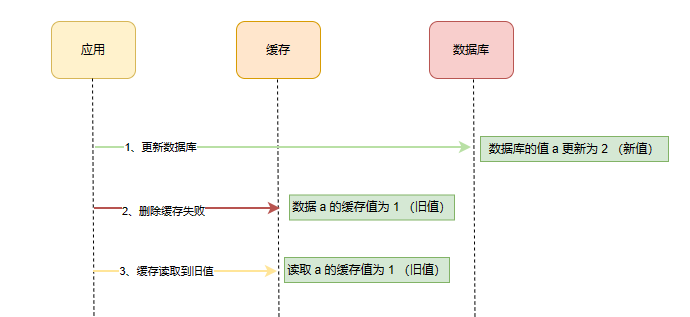 应用
缓存
数据库
1、更新数据库
数据库的值 a 更新为 2 （新值）
2、删除缓存失败
数据 a 的缓存值为 1 （旧值）
3、缓存读取到旧值
读取 a 的缓存值为 1 （旧值）